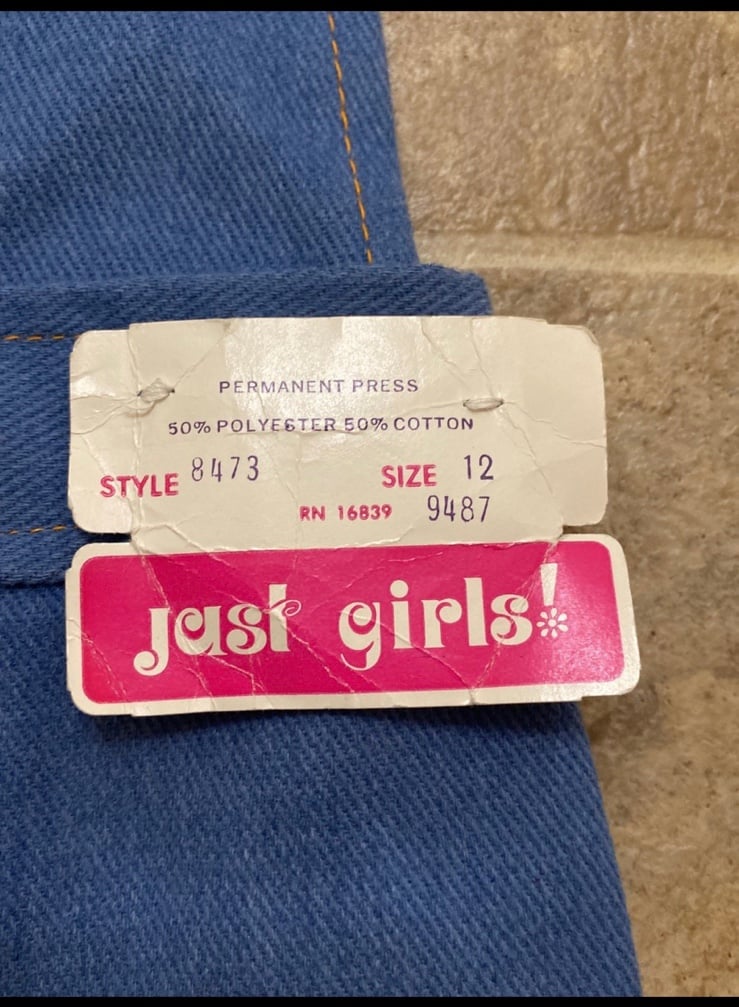 PERMANENT PRESS
50% POLYESTER 50% COTTON
STYLE 8473 SIZE 12
RN 16839 9487
just girls!